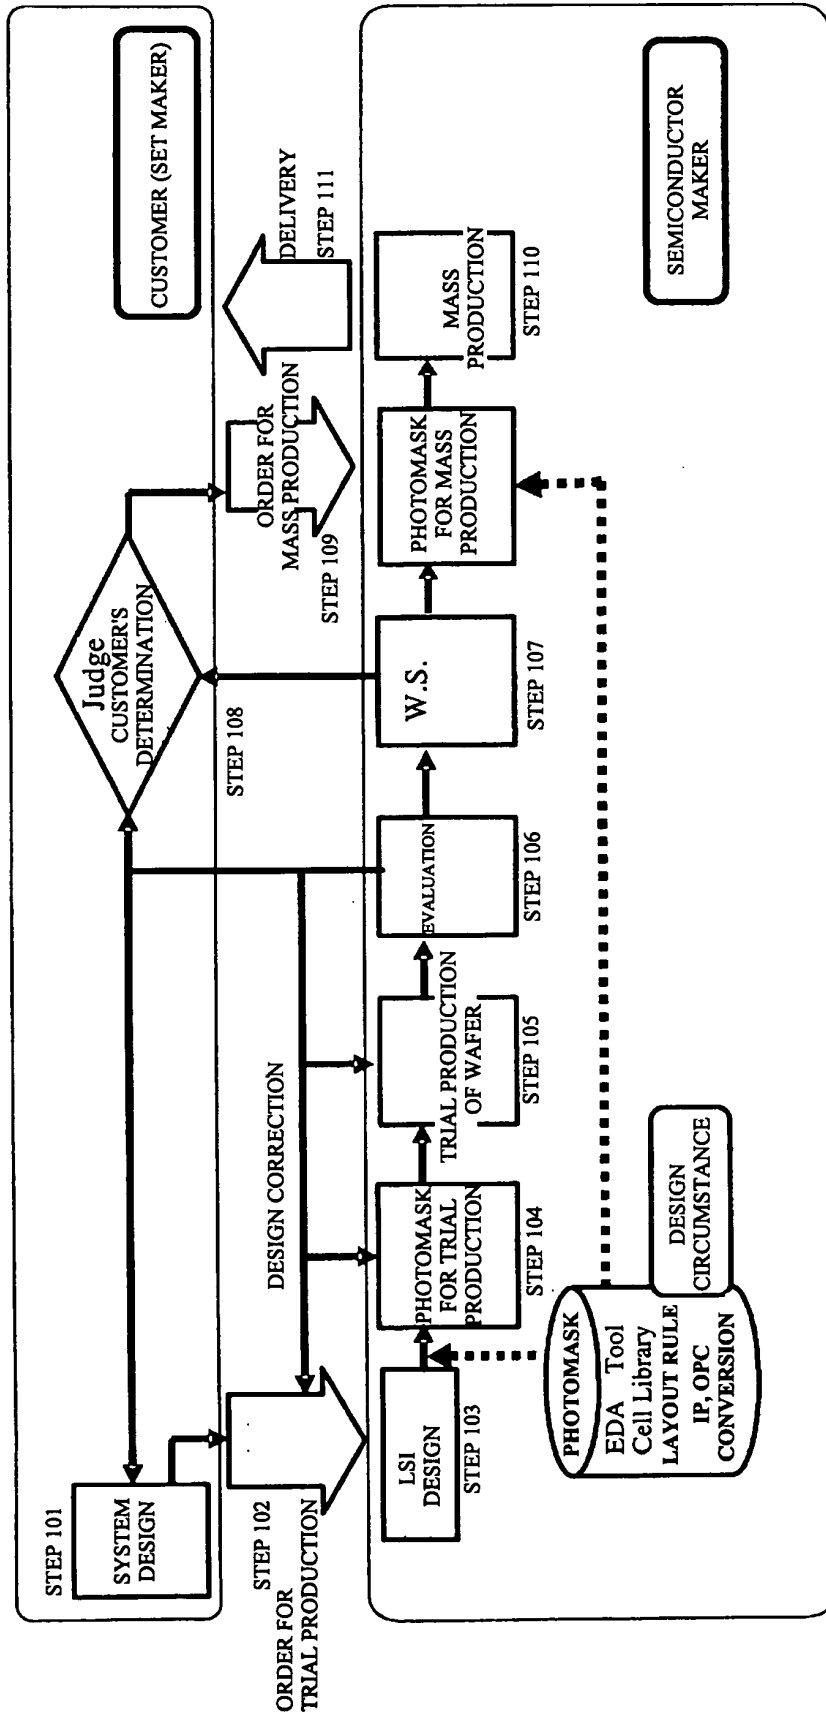 CUSTOMER (SET MAKER)
STEP 101
SYSTEM
DESIGN
Judge
CUSTOMER'S
DETERMINATION
STEP 108
STEP 102
ORDER FOR
TRIAL PRODUCTION
DESIGN CORRECTION
ORDER FOR
MASS PRODUCTION
STEP 109
DELIVERY
STEP 111
LSI
DESIGN
STEP 103
PHOTOMASK
FOR TRIAL
PRODUCTION
STEP 104
TRIAL PRODUCTION
OF WAFER
STEP 105
EVALUATION
STEP 106
W.S.
STEP 107
PHOTOMASK
FOR MASS
PRODUCTION
MASS
PRODUCTION
STEP 110
PHOTOMASK
EDA Tool
Cell Library
LAYOUT RULE
IP, OPC
CONVERSION
DESIGN
CIRCUMSTANCE
SEMICONDUCTOR
MAKER